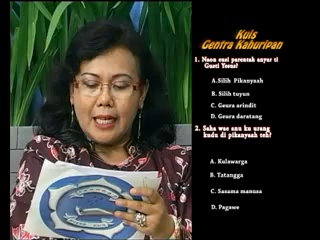 Kuis
Gentra Kahuripan
1. Naon eusi parentah anyar ti
Gusti Yesus?
A.Silih Pikanyaah
B. Silih tuyun
C. Geura arindit
D. Geura daratang
2. Saha wae anu ku urang
kudu di pikanyaah teh?
A. Kulawarga
B. Tatangga
C. Sasama manusa
D. Pagawe